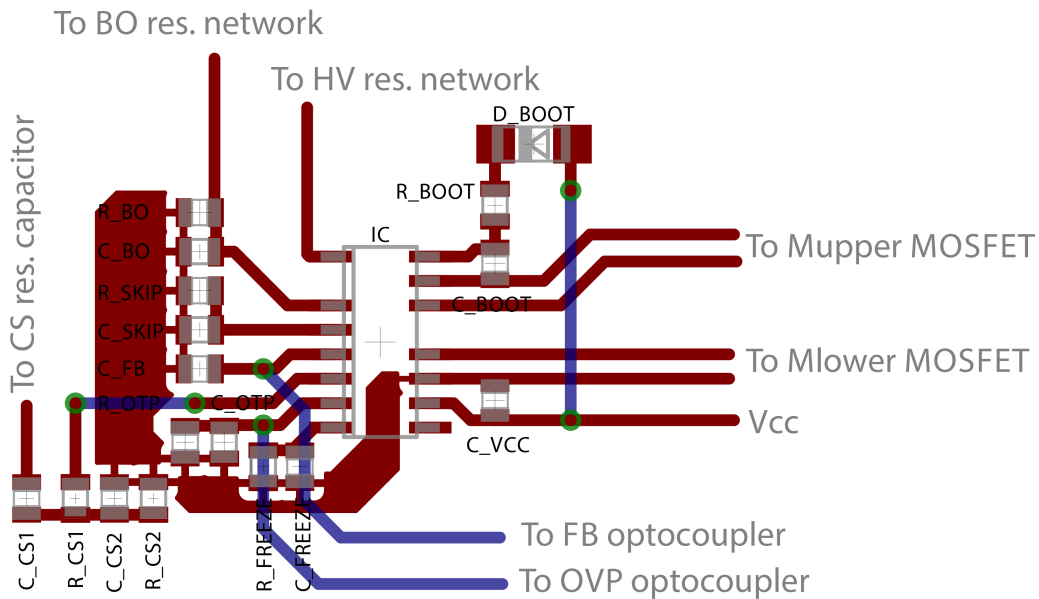 To BO res. network
To HV res. network
D_BOOT
To CS res. capacitor
R_BOOT
R_BO
IC
To Mupper MOSFET
C_BO
R_SKIP
C_BOOT
C_SKIP
C_FB
To Mlower MOSFET
R_OTP
C_OTP
Vcc
C_VCC
C_CS1
R_CS1
C_CS2
R_CS2
R_FREEZE
C_FREEZE
To FB optocoupler
To OVP optocoupler